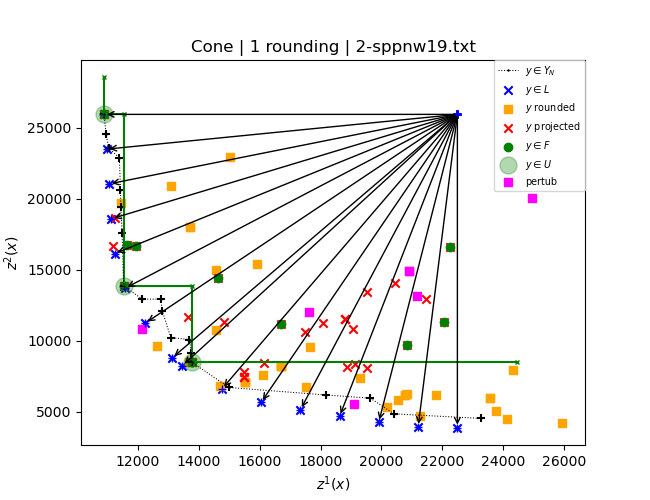 Cone | 1 rounding | 2-sppnw19.txt
y ∈ Y_N
y ∈ L
y rounded
y projected
y ∈ F
y ∈ U
pertub
z²(x)
25000
20000
15000
10000
5000
12000 14000 16000 18000 20000 22000 24000 26000
z¹(x)